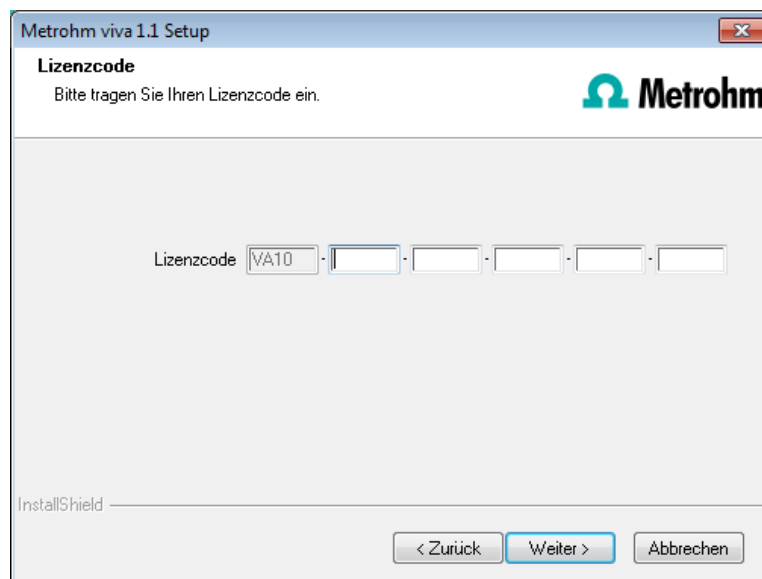 Metrohm viva 1.1 Setup
Lizenzcode
Bitte tragen Sie Ihren Lizenzcode ein.
Metrohm
Lizenzcode VA10 - - - - -
InstallShield
< Zurück Weiter > Abbrechen